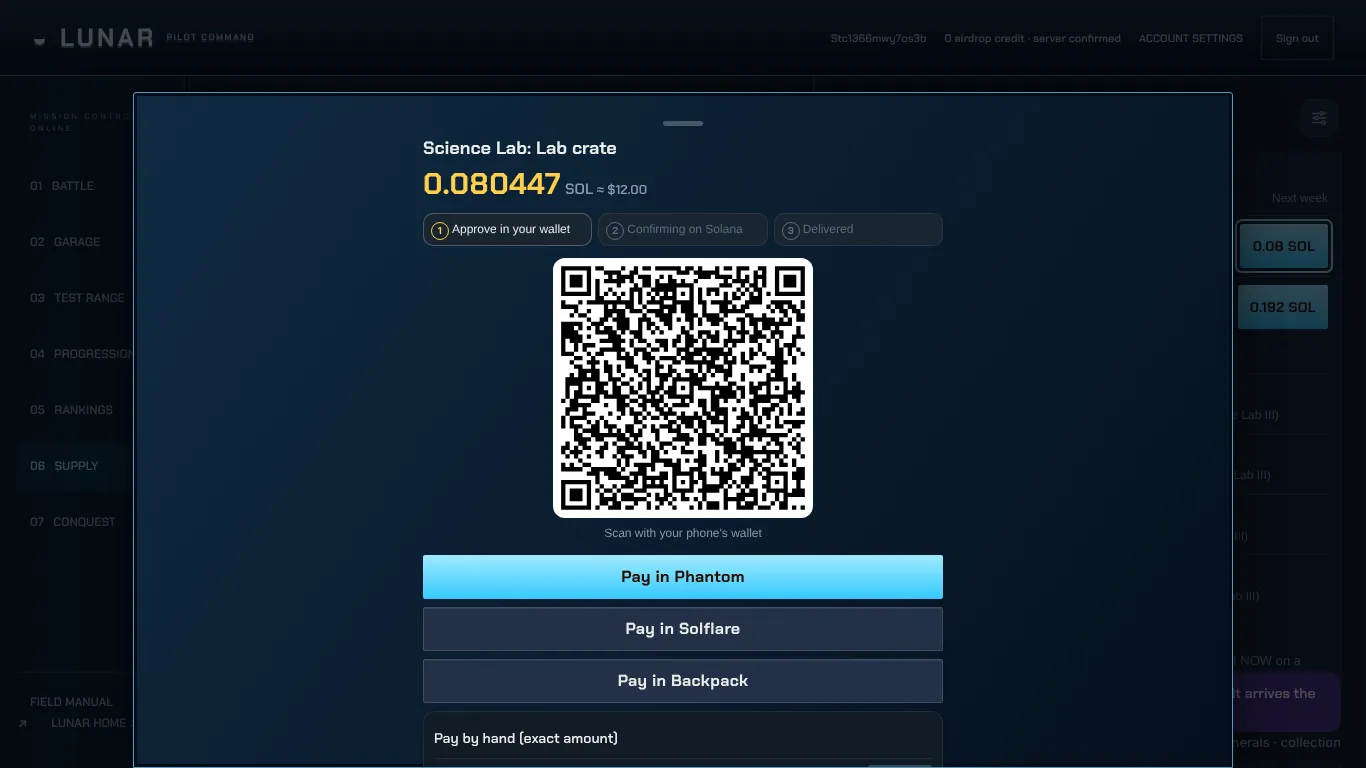 LUNAR PILOT COMMAND
Stc1366mwy7os3b 0 airdrop credit · server confirmed ACCOUNT SETTINGS Sign out
MISSION CONTRO
ONLINE
01 BATTLE
02 GARAGE
03 TEST RANGE
04 PROGRESSION
05 RANKINGS
06 SUPPLY
07 CONQUEST
FIELD MANUAL
LUNAR HOME
Science Lab: Lab crate
0.080447 SOL ≈ $12.00
1 Approve in your wallet
2 Confirming on Solana
3 Delivered
Scan with your phone's wallet
Pay in Phantom
Pay in Solflare
Pay in Backpack
Pay by hand (exact amount)
Next week
0.08 SOL
0.192 SOL
Lab III)
Lab III)
III)
III)
NOW on a
It arrives the
nerals · collection